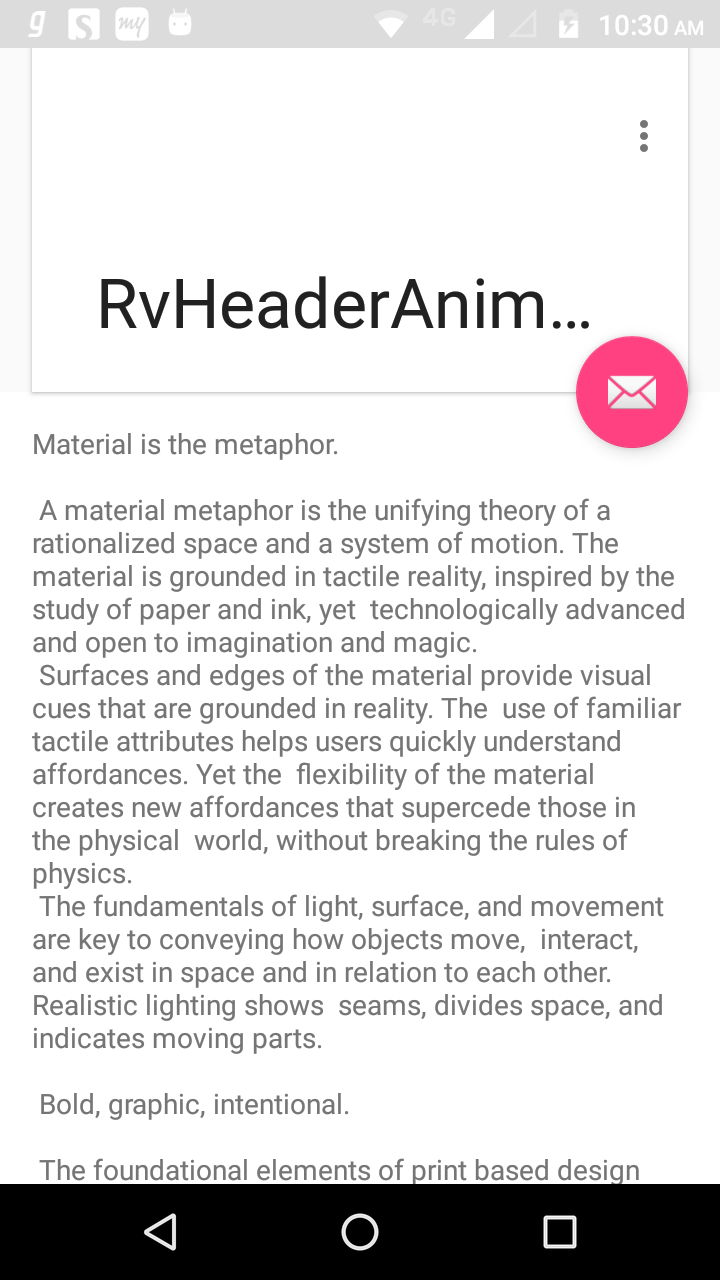 g S my 4G 10:30 AM
RvHeaderAnim...
Material is the metaphor.
A material metaphor is the unifying theory of a
rationalized space and a system of motion. The
material is grounded in tactile reality, inspired by the
study of paper and ink, yet  technologically advanced
and open to imagination and magic.
Surfaces and edges of the material provide visual
cues that are grounded in reality. The  use of familiar
tactile attributes helps users quickly understand
affordances. Yet the  flexibility of the material
creates new affordances that supercede those in
the physical  world, without breaking the rules of
physics.
The fundamentals of light, surface, and movement
are key to conveying how objects move,  interact,
and exist in space and in relation to each other.
Realistic lighting shows  seams, divides space, and
indicates moving parts.
Bold, graphic, intentional.
The foundational elements of print based design